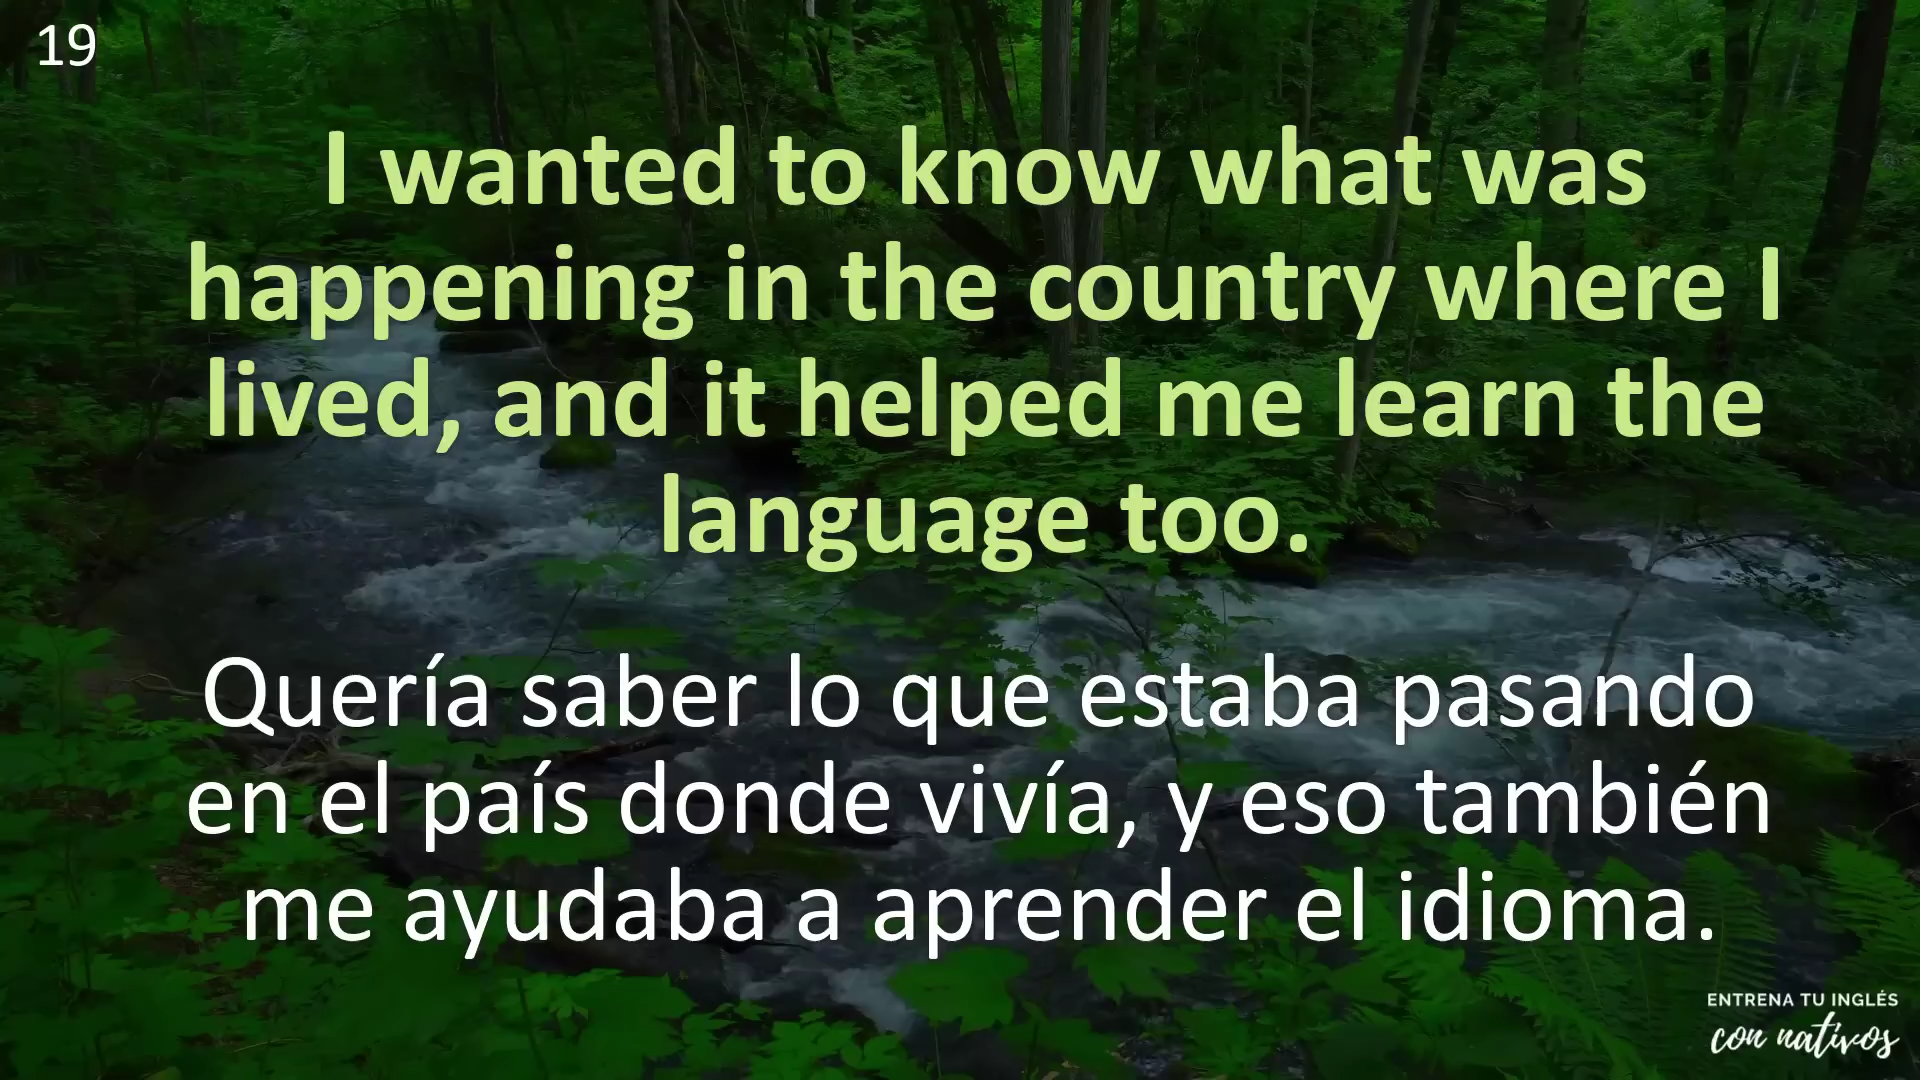 19
I wanted to know what was
happening in the country where I
lived, and it helped me learn the
language too.
Quería saber lo que estaba pasando
en el país donde vivía, y eso también
me ayudaba a aprender el idioma.
ENTRENA TU INGLÉS
con nativos